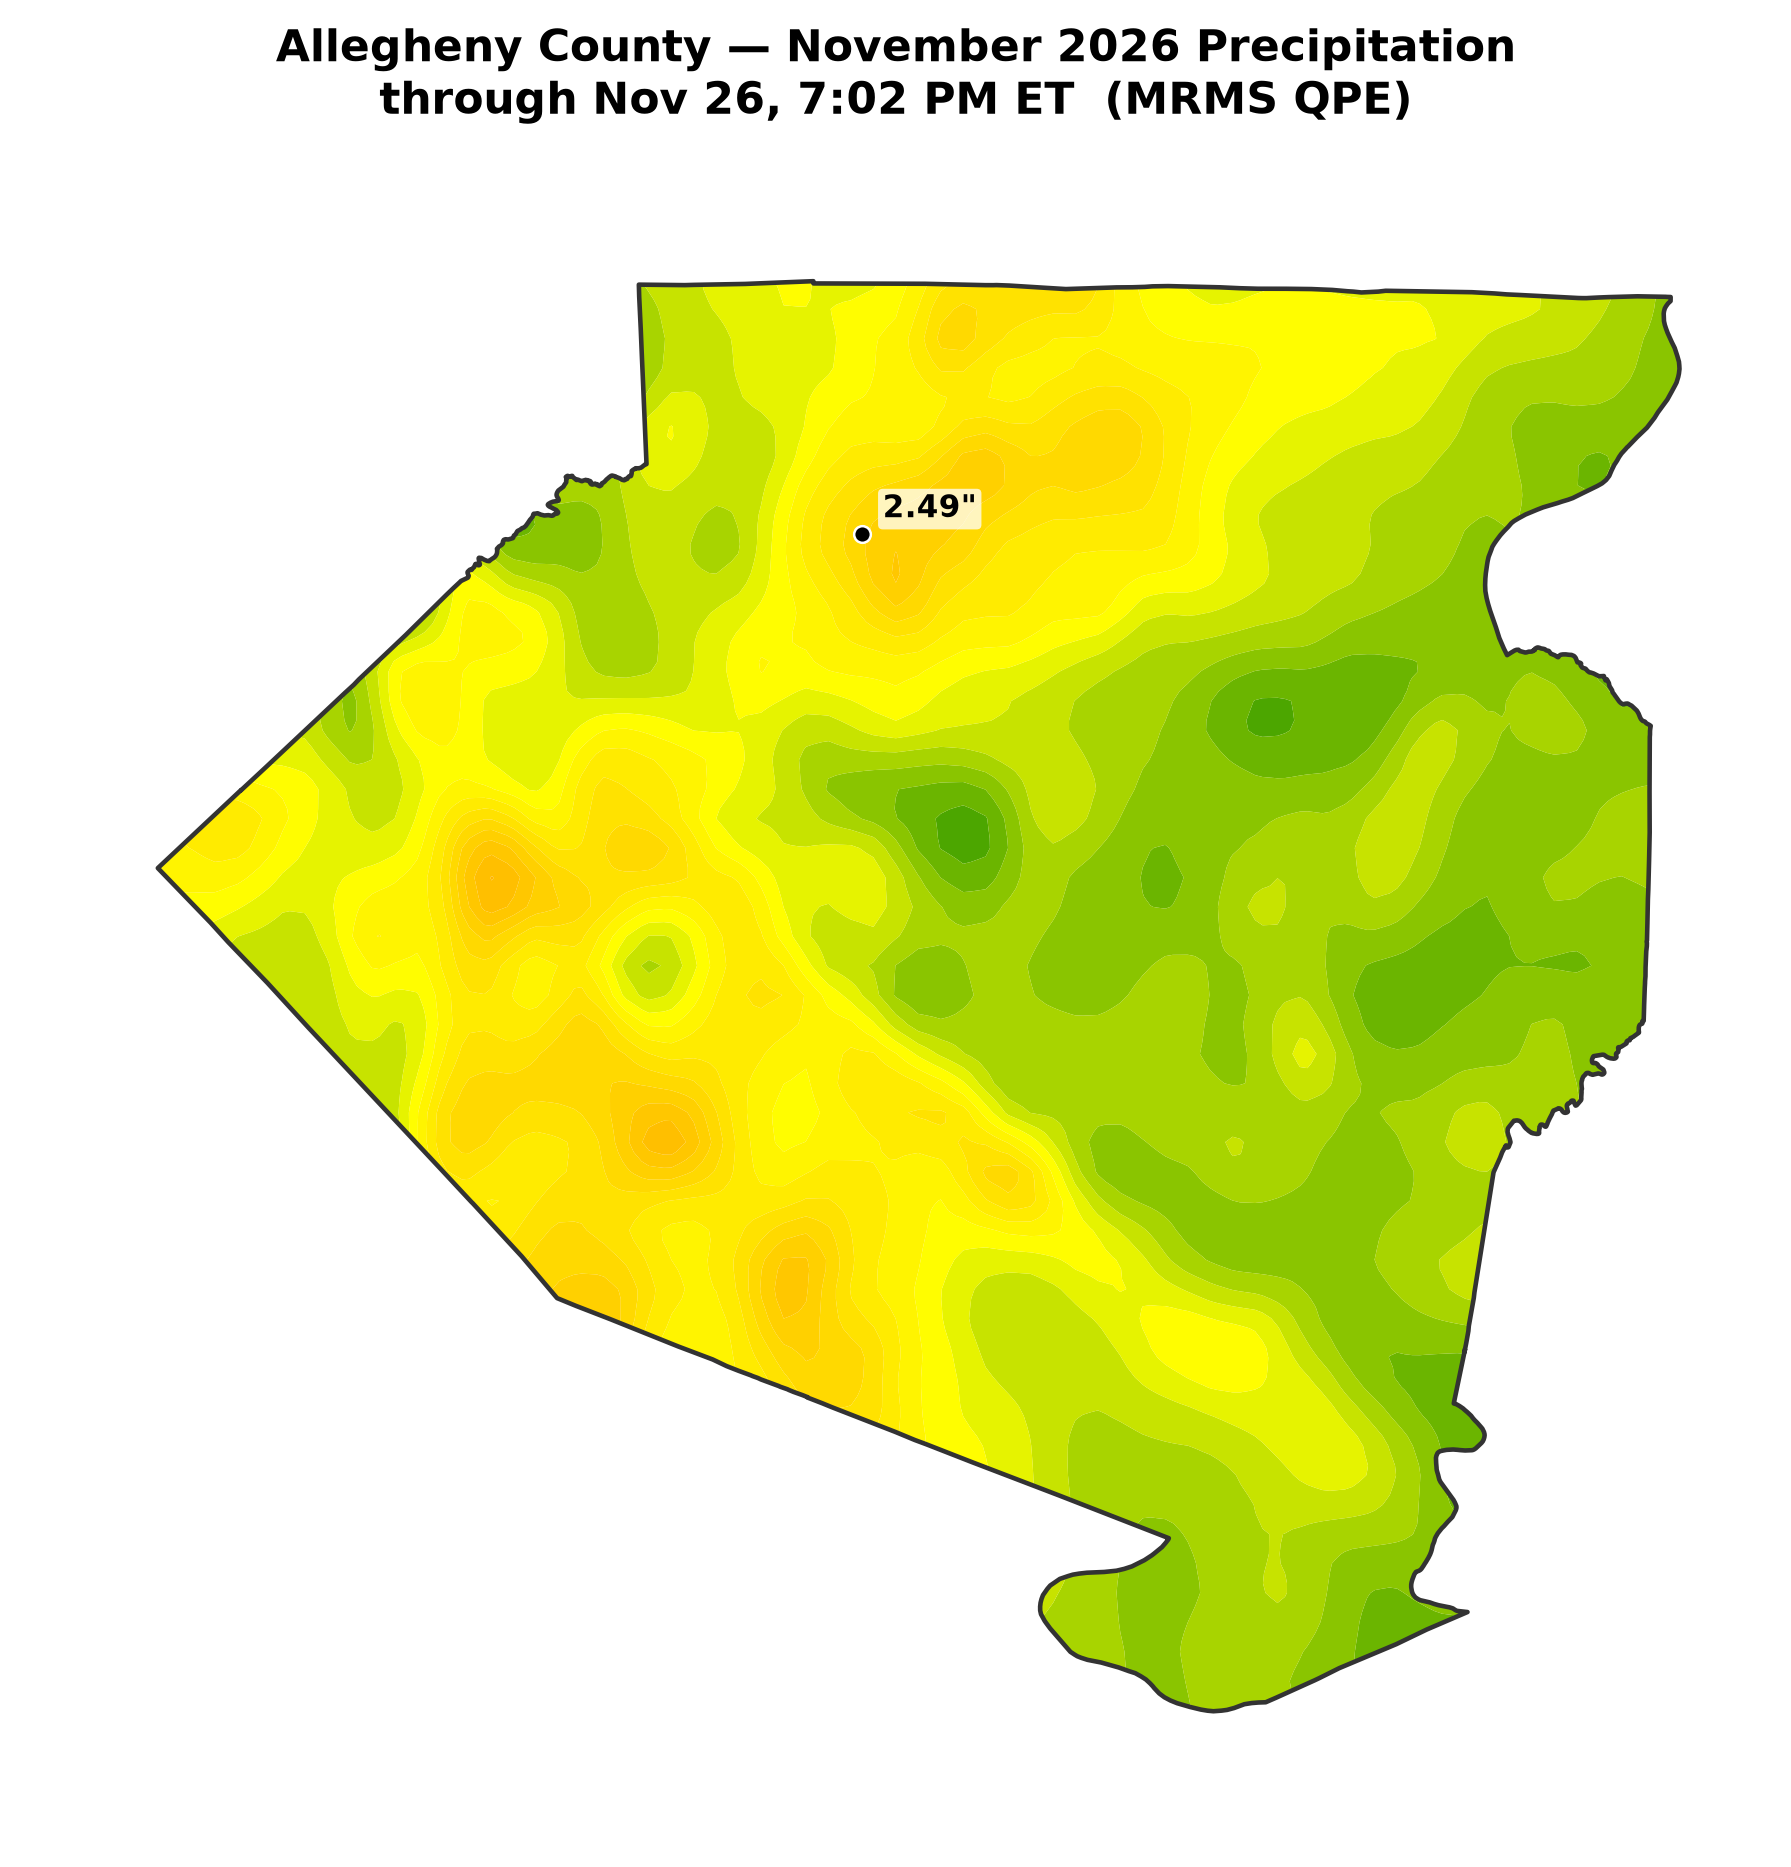 Allegheny County — November 2026 Precipitation
through Nov 26, 7:02 PM ET (MRMS QPE)
2.49"